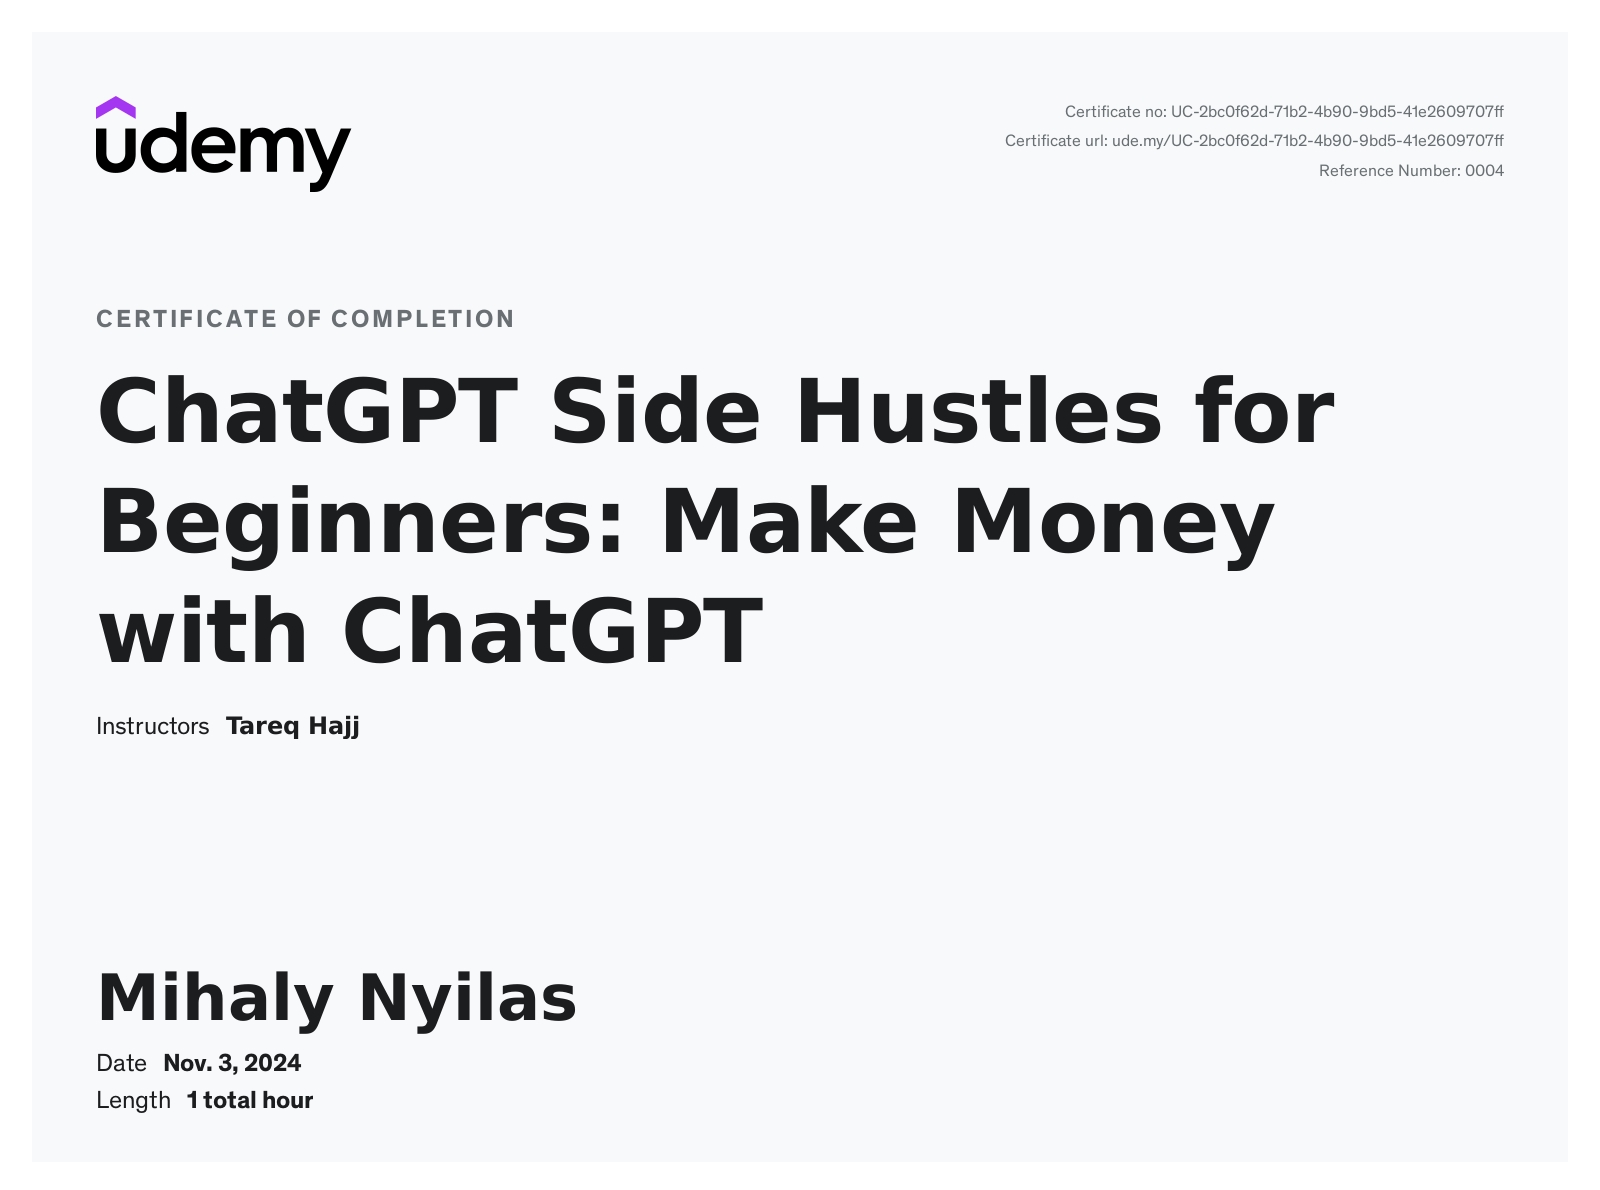 udemy
Certificate no: UC-2bc0f62d-71b2-4b90-9bd5-41e2609707ff
Certificate url: ude.my/UC-2bc0f62d-71b2-4b90-9bd5-41e2609707ff
Reference Number: 0004
CERTIFICATE OF COMPLETION
ChatGPT Side Hustles for
Beginners: Make Money
with ChatGPT
Instructors Tareq Hajj
Mihaly Nyilas
Date Nov. 3, 2024
Length 1 total hour